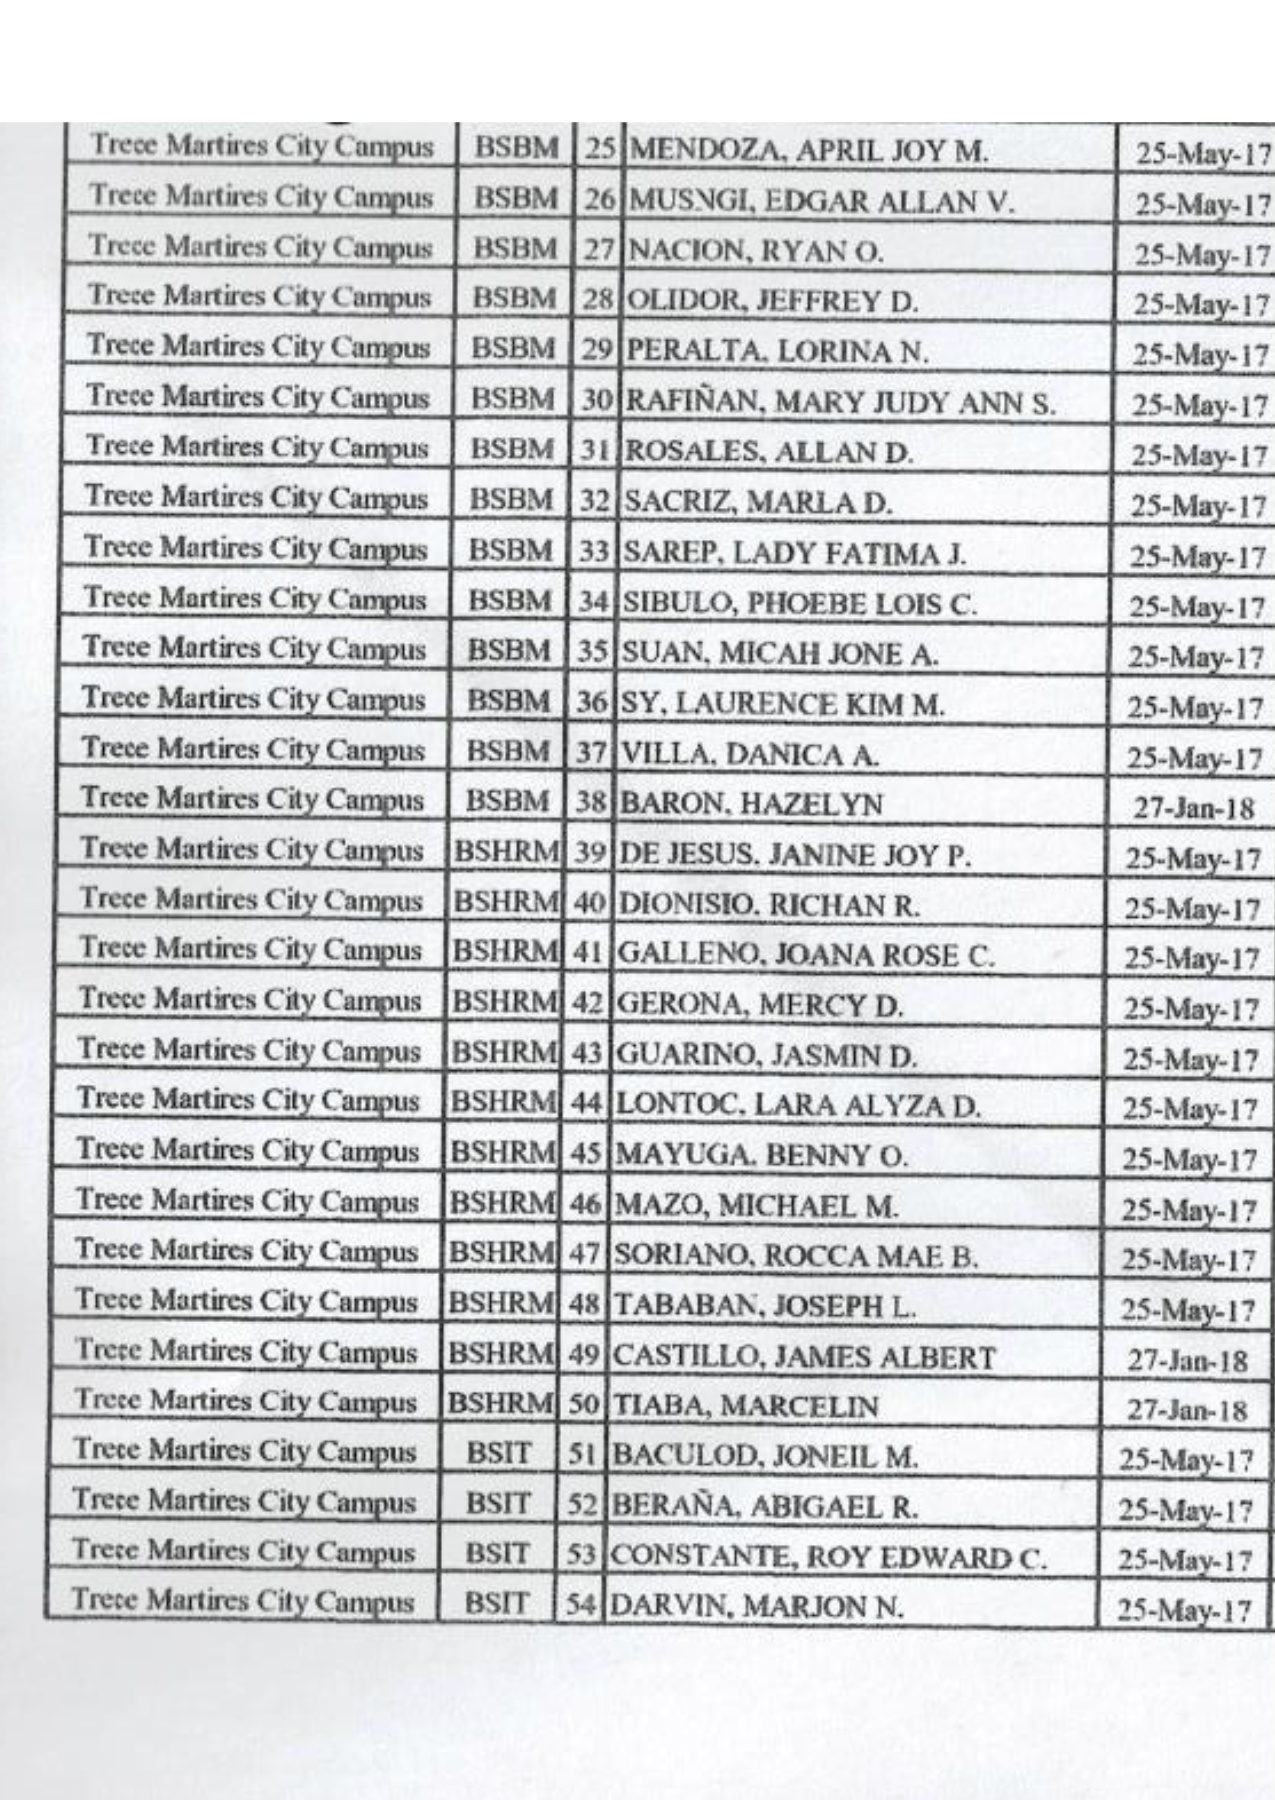 Trece Martires City Campus BSBM 25 MENDOZA, APRIL JOY M. 25-May-17
Trece Martires City Campus BSBM 26 MUSNGI, EDGAR ALLAN V. 25-May-17
Trece Martires City Campus BSBM 27 NACION, RYAN O. 25-May-17
Trece Martires City Campus BSBM 28 OLIDOR, JEFFREY D. 25-May-17
Trece Martires City Campus BSBM 29 PERALTA, LORINA N. 25-May-17
Trece Martires City Campus BSBM 30 RAFIÑAN, MARY JUDY ANN S. 25-May-17
Trece Martires City Campus BSBM 31 ROSALES, ALLAN D. 25-May-17
Trece Martires City Campus BSBM 32 SACRIZ, MARLA D. 25-May-17
Trece Martires City Campus BSBM 33 SAREP, LADY FATIMA J. 25-May-17
Trece Martires City Campus BSBM 34 SIBULO, PHOEBE LOIS C. 25-May-17
Trece Martires City Campus BSBM 35 SUAN, MICAH JONE A. 25-May-17
Trece Martires City Campus BSBM 36 SY, LAURENCE KIM M. 25-May-17
Trece Martires City Campus BSBM 37 VILLA, DANICA A. 25-May-17
Trece Martires City Campus BSBM 38 BARON, HAZELYN 27-Jan-18
Trece Martires City Campus BSHRM 39 DE JESUS, JANINE JOY P. 25-May-17
Trece Martires City Campus BSHRM 40 DIONISIO, RICHAN R. 25-May-17
Trece Martires City Campus BSHRM 41 GALLENO, JOANA ROSE C. 25-May-17
Trece Martires City Campus BSHRM 42 GERONA, MERCY D. 25-May-17
Trece Martires City Campus BSHRM 43 GUARINO, JASMIN D. 25-May-17
Trece Martires City Campus BSHRM 44 LONTOC, LARA ALYZA D. 25-May-17
Trece Martires City Campus BSHRM 45 MAYUGA, BENNY O. 25-May-17
Trece Martires City Campus BSHRM 46 MAZO, MICHAEL M. 25-May-17
Trece Martires City Campus BSHRM 47 SORIANO, ROCCA MAE B. 25-May-17
Trece Martires City Campus BSHRM 48 TABABAN, JOSEPH L. 25-May-17
Trece Martires City Campus BSHRM 49 CASTILLO, JAMES ALBERT 27-Jan-18
Trece Martires City Campus BSHRM 50 TIABA, MARCELIN 27-Jan-18
Trece Martires City Campus BSIT 51 BACULOD, JONEIL M. 25-May-17
Trece Martires City Campus BSIT 52 BERAÑA, ABIGAEL R. 25-May-17
Trece Martires City Campus BSIT 53 CONSTANTE, ROY EDWARD C. 25-May-17
Trece Martires City Campus BSIT 54 DARVIN, MARJON N. 25-May-17